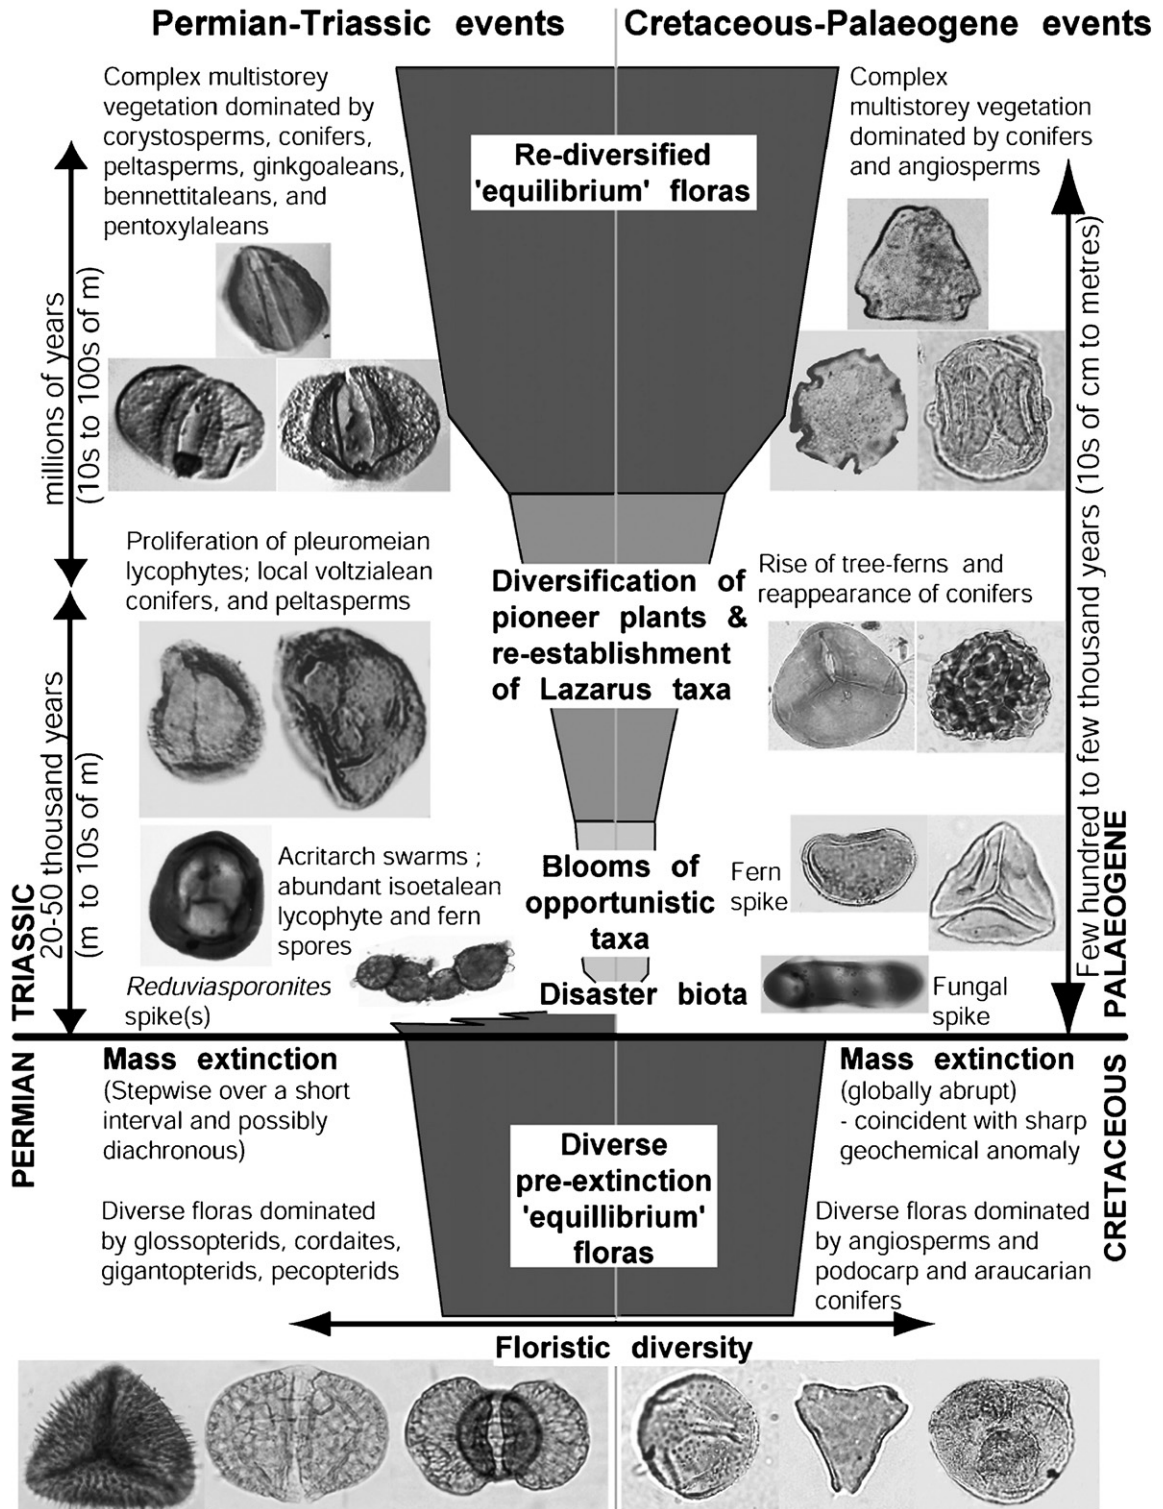 Permian-Triassic events
Cretaceous-Palaeogene events
Complex multistorey
vegetation dominated by
corystosperms, conifers,
peltasperms, ginkgoaleans,
bennettitaleans, and
pentoxylaleans
Re-diversified
'equilibrium' floras
Complex
multistorey vegetation
dominated by conifers
and angiosperms
millions of years
(10s to 100s of m)
Few hundred to few thousand years (10s of cm to metres)
Proliferation of pleuromeian
lycophytes; local voltzialean
conifers, and peltasperms
Diversification of
pioneer plants &
re-establishment
of Lazarus taxa
Rise of tree-ferns and
reappearance of conifers
20-50 thousand years
(m to 10s of m)
Acritarch swarms ;
abundant isoetalean
lycophyte and fern
spores
Blooms of
opportunistic
taxa
Fern
spike
Reduviasporonites
spike(s)
Disaster biota
Fungal
spike
TRIASSIC
PALAEOGENE
PERMIAN
CRETACEOUS
Mass extinction
(Stepwise over a short
interval and possibly
diachronous)
Mass extinction
(globally abrupt)
- coincident with sharp
geochemical anomaly
Diverse
pre-extinction
'equillibrium'
floras
Diverse floras dominated
by glossopterids, cordaites,
gigantopterids, pecopterids
Diverse floras dominated
by angiosperms and
podocarp and araucarian
conifers
Floristic diversity